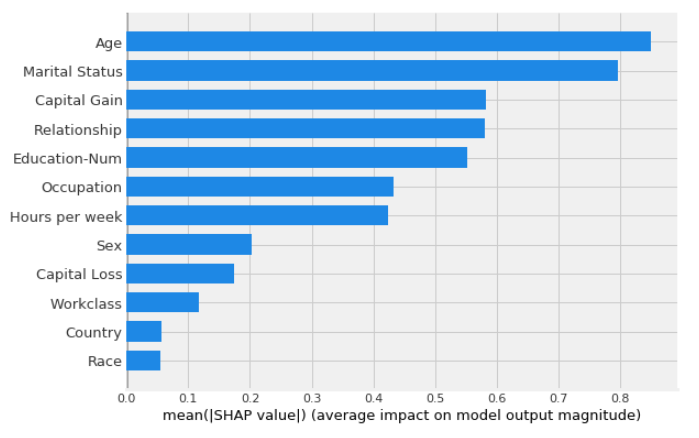 Age
Marital Status
Capital Gain
Relationship
Education-Num
Occupation
Hours per week
Sex
Capital Loss
Workclass
Country
Race
0.0 0.1 0.2 0.3 0.4 0.5 0.6 0.7 0.8
mean(|SHAP value|) (average impact on model output magnitude)